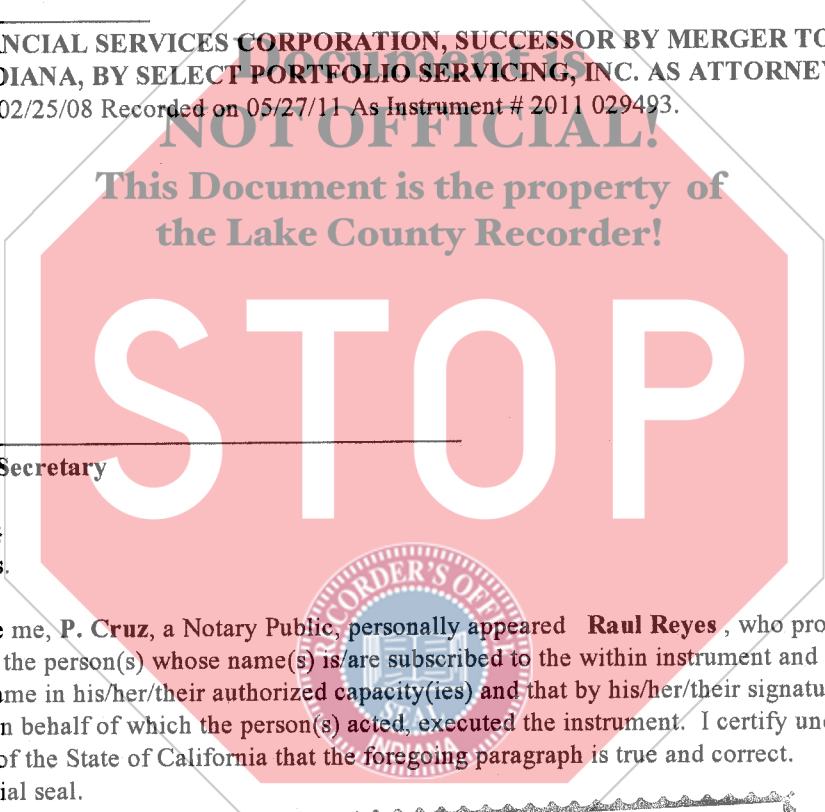 NCIAL SERVICES CORPORATION, SUCCESSOR BY MERGER TO
DIANA, BY SELECT PORTFOLIO SERVICING, INC. AS ATTORNEY
02/25/08 Recorded on 05/27/11 As Instrument # 2011 029493.
Document is
NOT OFFICIAL!
This Document is the property of
the Lake County Recorder!
STOP
Secretary
s.
RECORDER'S OFFICE
SEAL
INDIANA
e me, P. Cruz, a Notary Public, personally appeared Raul Reyes , who pro
the person(s) whose name(s) is/are subscribed to the within instrument and
ame in his/her/their authorized capacity(ies) and that by his/her/their signatu
n behalf of which the person(s) acted, executed the instrument. I certify und
of the State of California that the foregoing paragraph is true and correct.
ial seal.